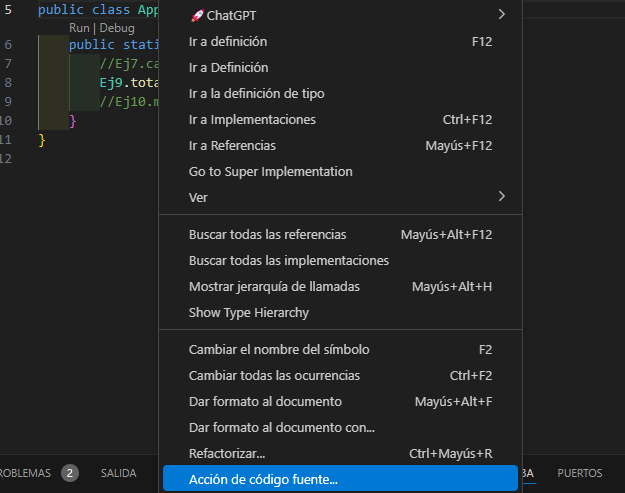 5 public class App
Run | Debug
6 public stati
7 //Ej7.ca
8 Ej9.tota
9 //Ej10.m
10 }
11 }
12
🚀ChatGPT >
Ir a definición F12
Ir a Definición
Ir a la definición de tipo
Ir a Implementaciones Ctrl+F12
Ir a Referencias Mayús+F12
Go to Super Implementation
Ver >
Buscar todas las referencias Mayús+Alt+F12
Buscar todas las implementaciones
Mostrar jerarquía de llamadas Mayús+Alt+H
Show Type Hierarchy
Cambiar el nombre del símbolo F2
Cambiar todas las ocurrencias Ctrl+F2
Dar formato al documento Mayús+Alt+F
Dar formato al documento con...
Refactorizar... Ctrl+Mayús+R
Acción de código fuente...
ROBLEMAS 2 SALIDA BA PUERTOS